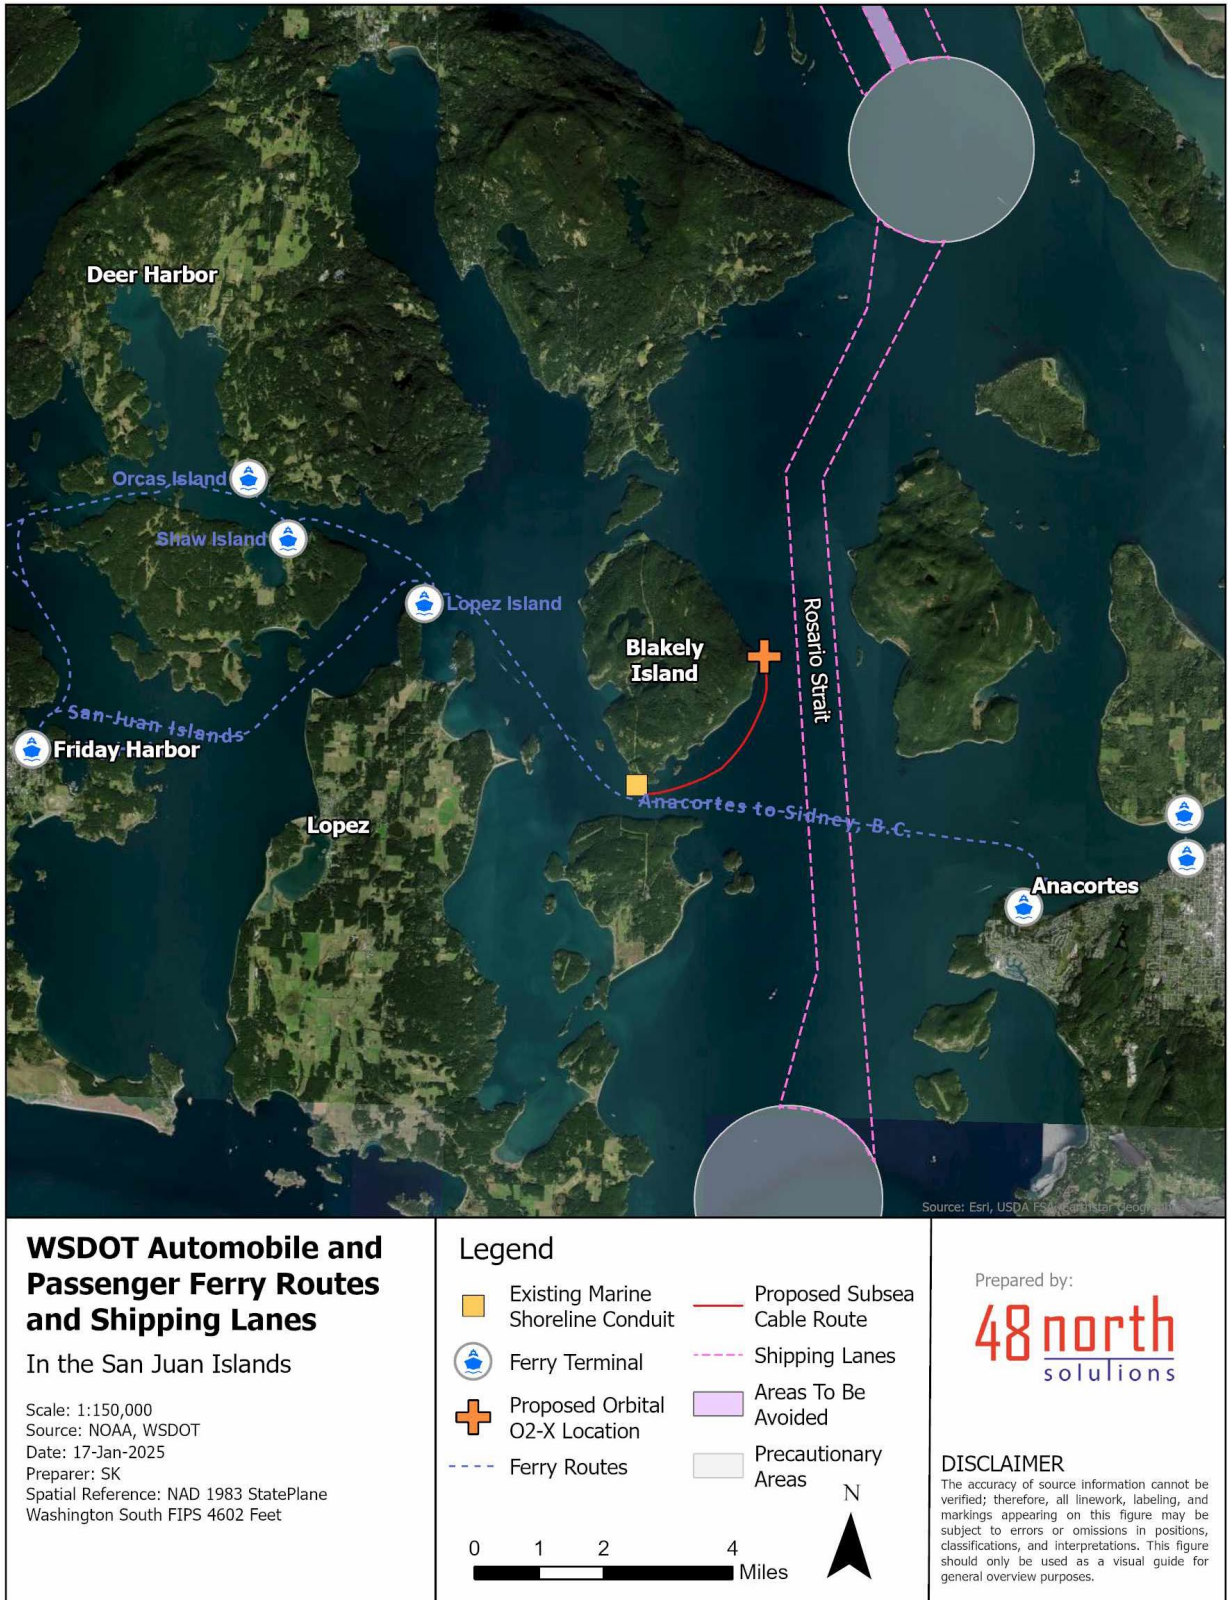 Deer Harbor
Orcas Island
Shaw Island
Lopez Island
Blakely
Island
Rosario Strait
San Juan Islands
Friday Harbor
Anacortes to Sidney, B.C.
Lopez
Anacortes
Source: Esri, USDA FSA, Earthstar
WSDOT Automobile and
Passenger Ferry Routes
and Shipping Lanes
In the San Juan Islands
Scale: 1:150,000
Source: NOAA, WSDOT
Date: 17-Jan-2025
Preparer: SK
Spatial Reference: NAD 1983 StatePlane
Washington South FIPS 4602 Feet
Legend
Existing Marine
Shoreline Conduit
Ferry Terminal
Proposed Orbital
O2-X Location
Ferry Routes
Proposed Subsea
Cable Route
Shipping Lanes
Areas To Be
Avoided
Precautionary
Areas
N
0 1 2 4
Miles
Prepared by:
48 north
solutions
DISCLAIMER
The accuracy of source information cannot be
verified; therefore, all linework, labeling, and
markings appearing on this figure may be
subject to errors or omissions in positions,
classifications, and interpretations. This figure
should only be used as a visual guide for
general overview purposes.